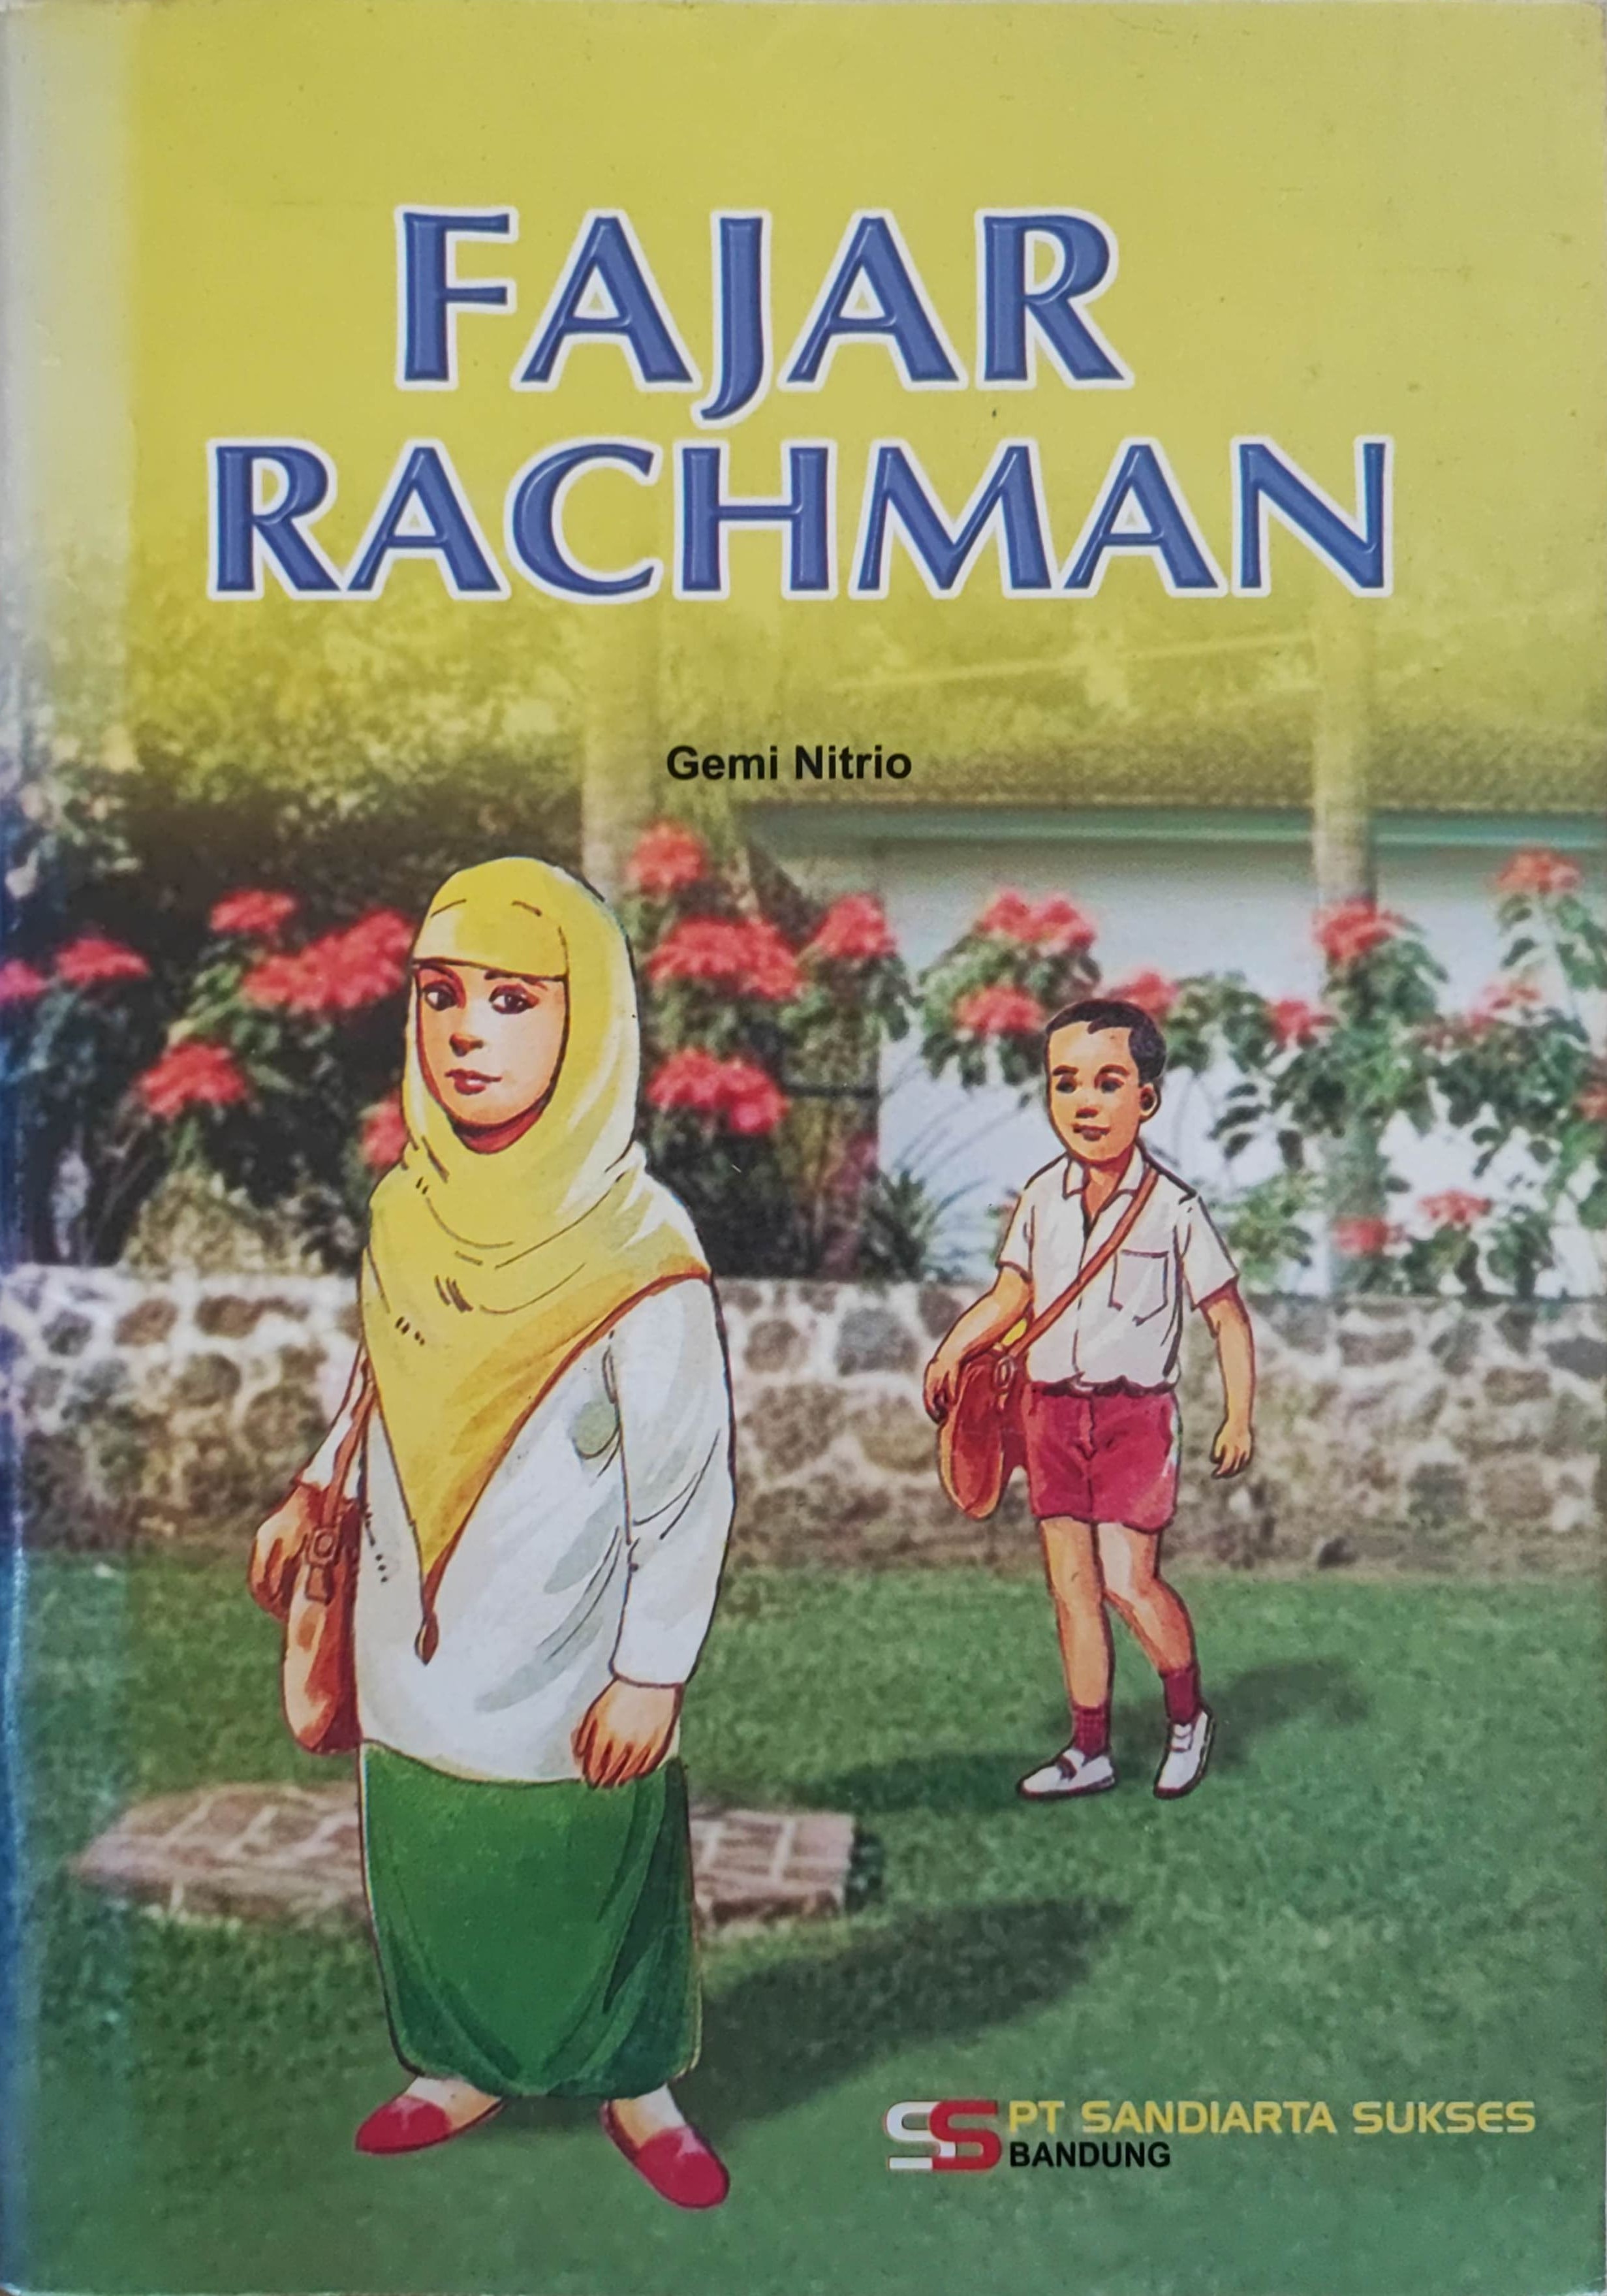 FAJAR
RACHMAN
Gemi Nitrio
SS PT SANDIARTA SUKSES
BANDUNG